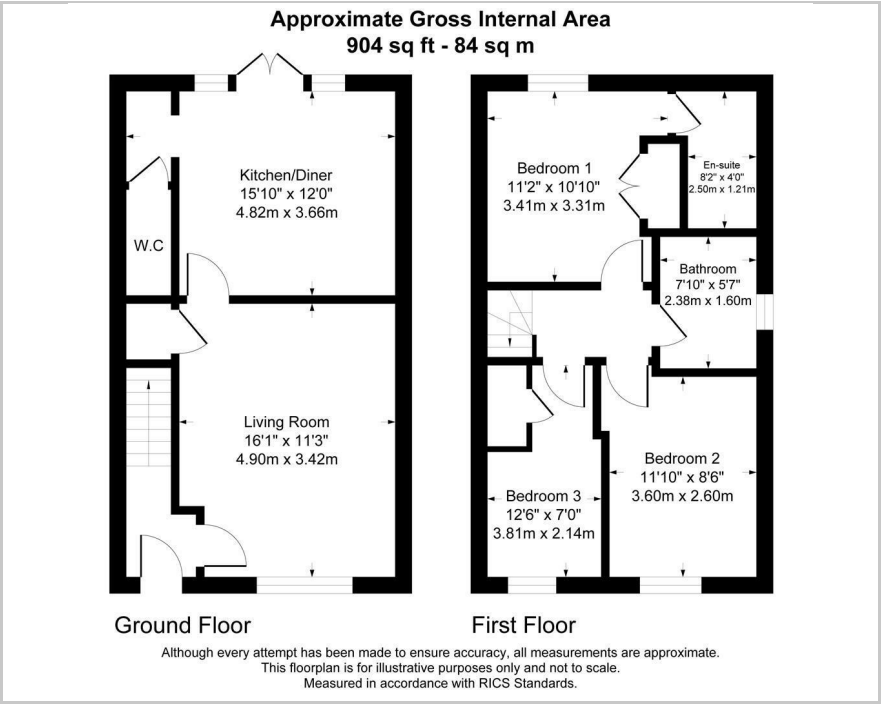 Approximate Gross Internal Area
904 sq ft - 84 sq m
Kitchen/Diner
15'10" x 12'0"
4.82m x 3.66m
W.C
Living Room
16'1" x 11'3"
4.90m x 3.42m
Bedroom 1
11'2" x 10'10"
3.41m x 3.31m
En-suite
8'2" x 4'0"
2.50m x 1.21m
Bathroom
7'10" x 5'7"
2.38m x 1.60m
Bedroom 2
11'10" x 8'6"
3.60m x 2.60m
Bedroom 3
12'6" x 7'0"
3.81m x 2.14m
Ground Floor
First Floor
Although every attempt has been made to ensure accuracy, all measurements are approximate.
This floorplan is for illustrative purposes only and not to scale.
Measured in accordance with RICS Standards.